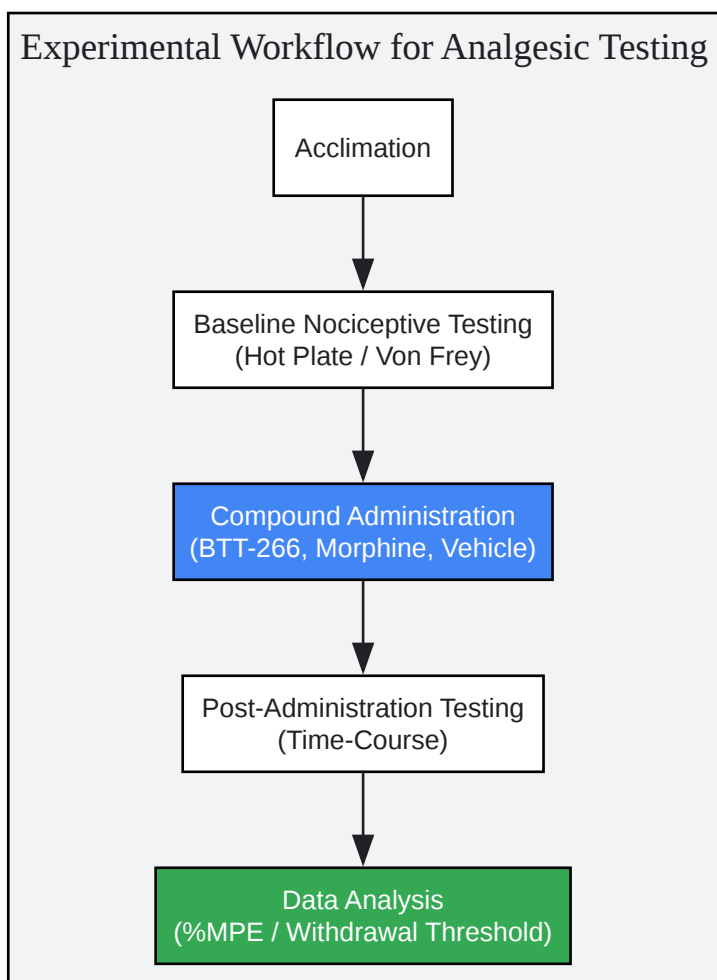 Experimental Workflow for Analgesic Testing
Acclimation
Baseline Nociceptive Testing
(Hot Plate / Von Frey)
Compound Administration
(BTT-266, Morphine, Vehicle)
Post-Administration Testing
(Time-Course)
Data Analysis
(%MPE / Withdrawal Threshold)